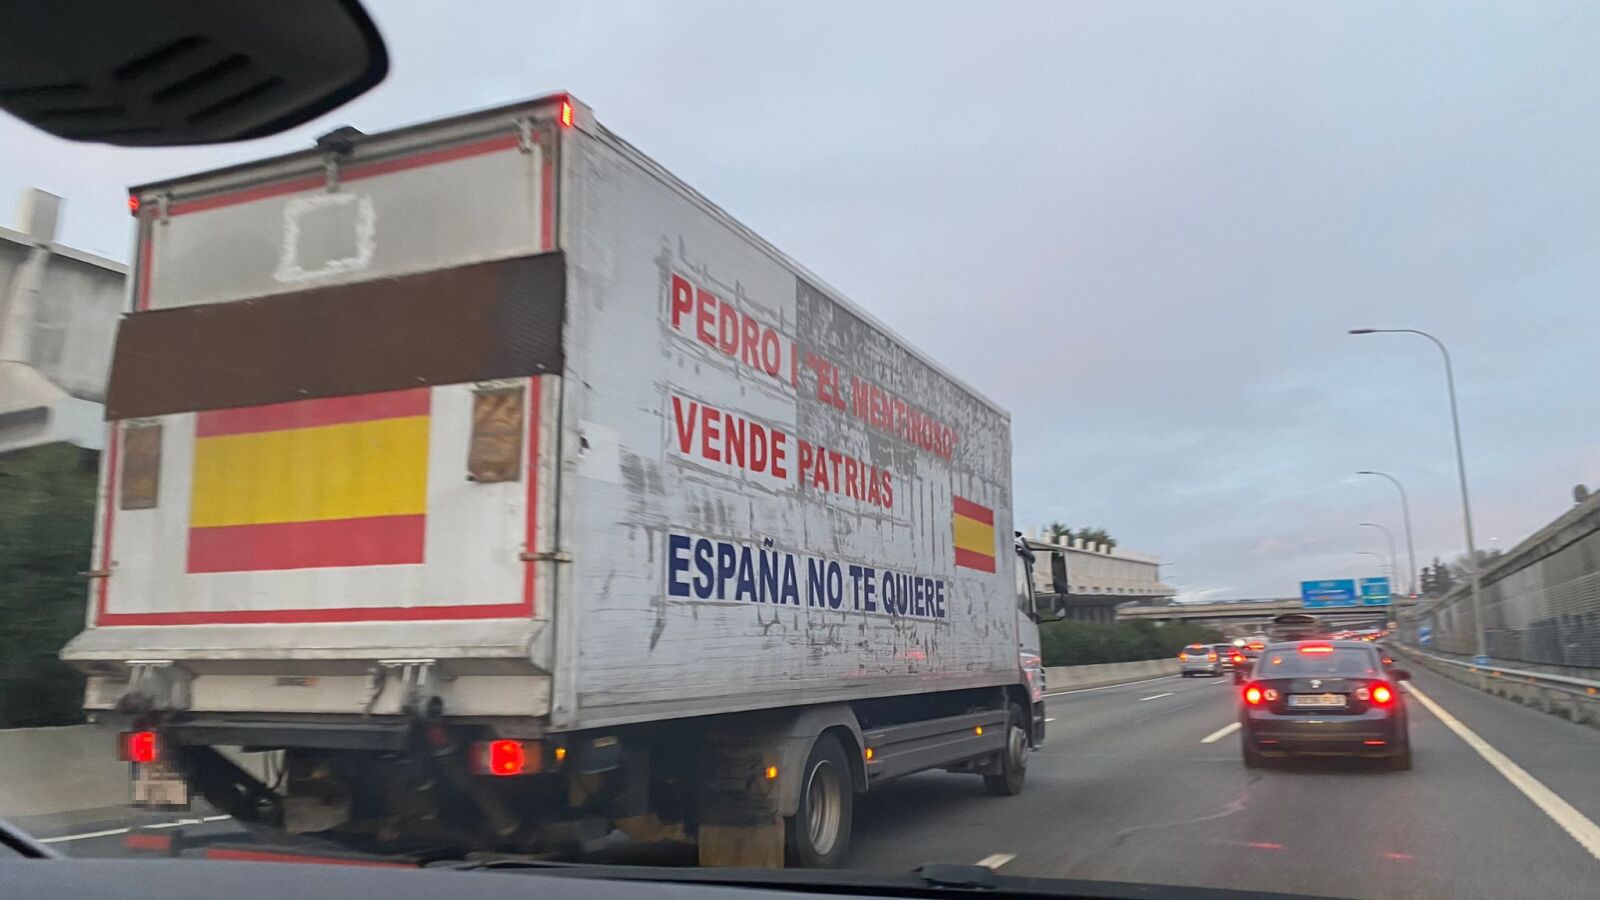 PEDRO I "EL MENTIROSO"
VENDE PATRIAS
ESPAÑA NO TE QUIERE